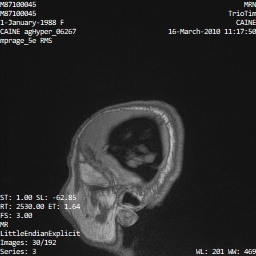 M87100045
M87100045
1-January-1988 F
CAINE agHyper_06267
mprage_5e RMS
MRN
TrioTim
CAINE
16-March-2010 11:17:50
ST: 1.00 SL: -62.85
RT: 2530.00 ET: 1.64
FS: 3.00
MR
LittleEndianExplicit
Images: 30/192
Series: 3
WL: 201 WW: 469